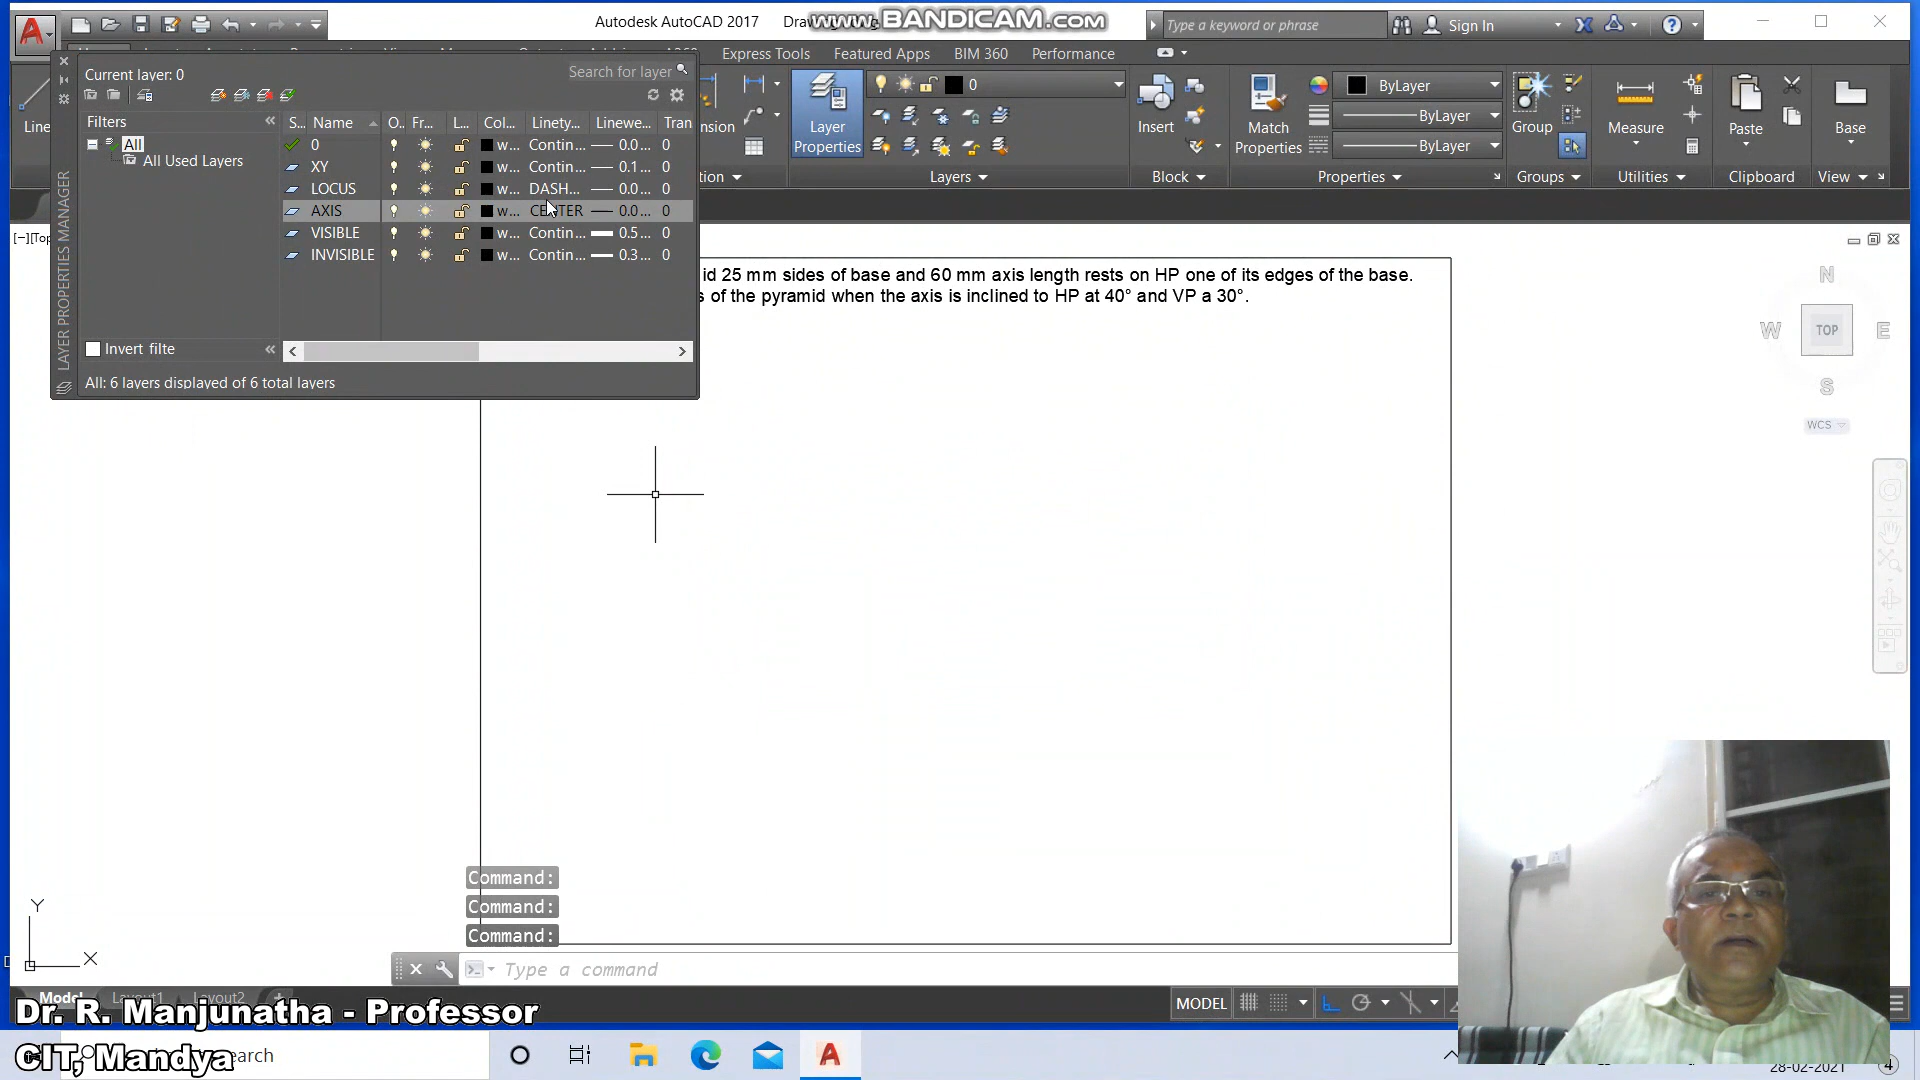 Autodesk AutoCAD 2017
www.BANDICAM.com
Type a keyword or phrase
Sign In
Express Tools
Featured Apps
BIM 360
Performance
Current layer: 0
Search for layer
Filters
S.. Name O.. Fr... L... Col... Linety... Linewe... Tran
All
All Used Layers
0 w... Contin... 0.0... 0
XY w... Contin... 0.1... 0
LOCUS w... DASH... 0.0... 0
AXIS w... CENTER 0.0... 0
VISIBLE w... Contin... 0.5... 0
INVISIBLE w... Contin... 0.3... 0
Invert filte
All: 6 layers displayed of 6 total layers
LAYER PROPERTIES MANAGER
Line
Layer
Properties
0
Layers
Insert
Block
Match
Properties
ByLayer
ByLayer
ByLayer
Properties
Group
Groups
Measure
Utilities
Paste
Clipboard
Base
View
[−][Top
id 25 mm sides of base and 60 mm axis length rests on HP one of its edges of the base.
s of the pyramid when the axis is inclined to HP at 40° and VP a 30°.
N
W TOP E
S
WCS
Y
X
Command:
Command:
Command:
Type a command
Model Layout1 Layout2
MODEL
Dr. R. Manjunatha - Professor
CIT, Mandya
search
28-02-2021
4